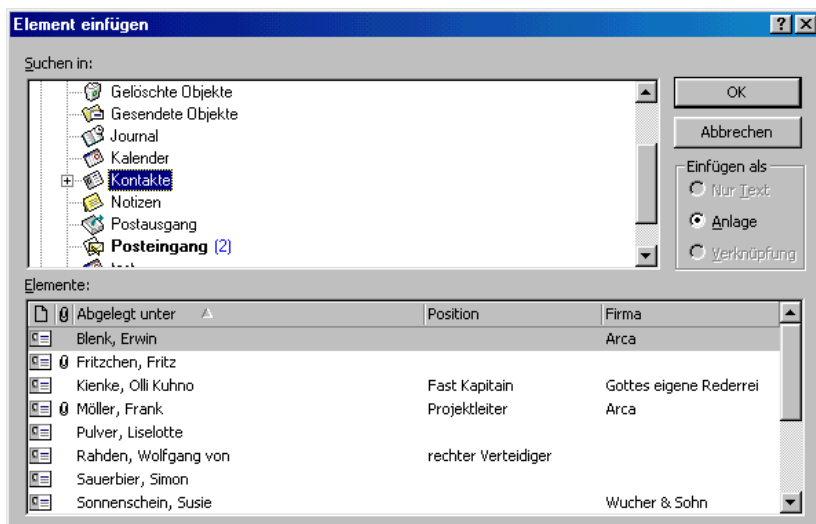 Element einfügen
Suchen in:
Gelöschte Objekte
Gesendete Objekte
Journal
Kalender
Kontakte
Notizen
Postausgang
Posteingang (2)
OK
Abbrechen
Einfügen als
Nur Text
Anlage
Verknüpfung
Elemente:
Abgelegt unter Position Firma
Blenk, Erwin Arca
Fritzchen, Fritz
Kienke, Olli Kuhno Fast Kapitain Gottes eigene Rederrei
Möller, Frank Projektleiter Arca
Pulver, Liselotte
Rahden, Wolfgang von rechter Verteidiger
Sauerbier, Simon
Sonnenschein, Susie Wucher & Sohn